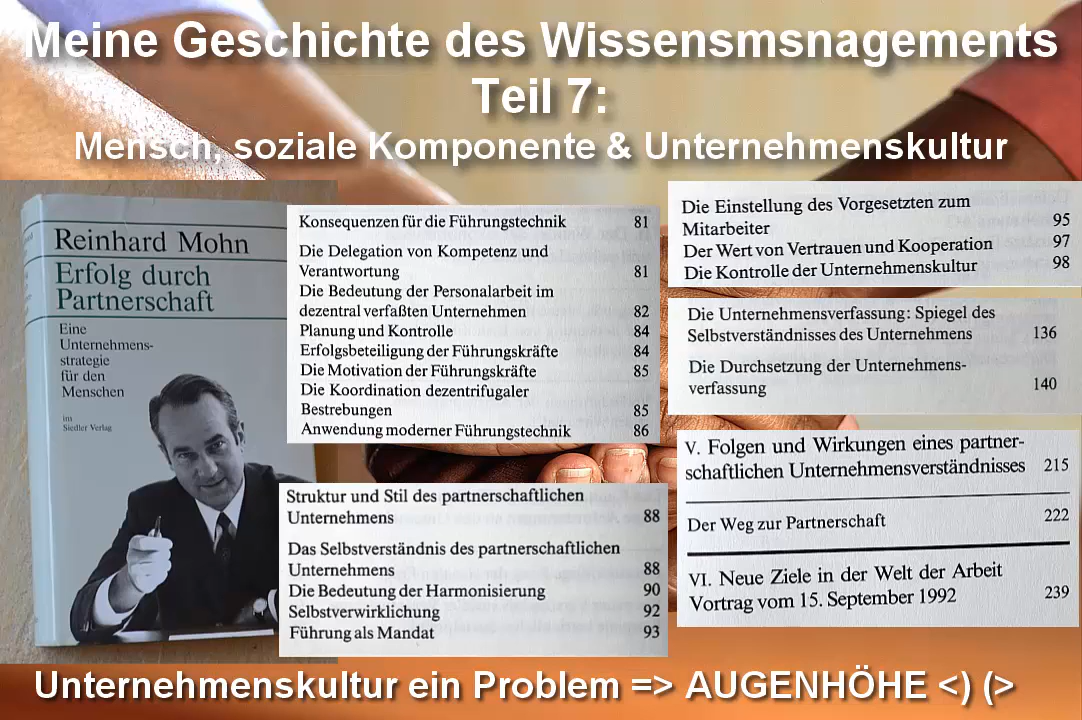 Meine Geschichte des Wissensmsnagements
Teil 7:
Mensch, soziale Komponente & Unternehmenskultur
Reinhard Mohn
Erfolg durch
Partnerschaft
Eine
Unternehmens-
strategie
für den
Menschen
im
Siedler Verlag
Konsequenzen für die Führungstechnik 81
Die Delegation von Kompetenz und
Verantwortung 81
Die Bedeutung der Personalarbeit im
dezentral verfaßten Unternehmen 82
Planung und Kontrolle 84
Erfolgsbeteiligung der Führungskräfte 84
Die Motivation der Führungskräfte 85
Die Koordination dezentrifugaler
Bestrebungen 85
Anwendung moderner Führungstechnik 86
Struktur und Stil des partnerschaftlichen
Unternehmens 88
Das Selbstverständnis des partnerschaftlichen
Unternehmens 88
Die Bedeutung der Harmonisierung 90
Selbstverwirklichung 92
Führung als Mandat 93
Die Einstellung des Vorgesetzten zum
Mitarbeiter 95
Der Wert von Vertrauen und Kooperation 97
Die Kontrolle der Unternehmenskultur 98
Die Unternehmensverfassung: Spiegel des
Selbstverständnisses des Unternehmens 136
Die Durchsetzung der Unternehmens-
verfassung 140
V. Folgen und Wirkungen eines partner-
schaftlichen Unternehmensverständnisses 215
Der Weg zur Partnerschaft 222
VI. Neue Ziele in der Welt der Arbeit
Vortrag vom 15. September 1992 239
Unternehmenskultur ein Problem => AUGENHÖHE <) (>